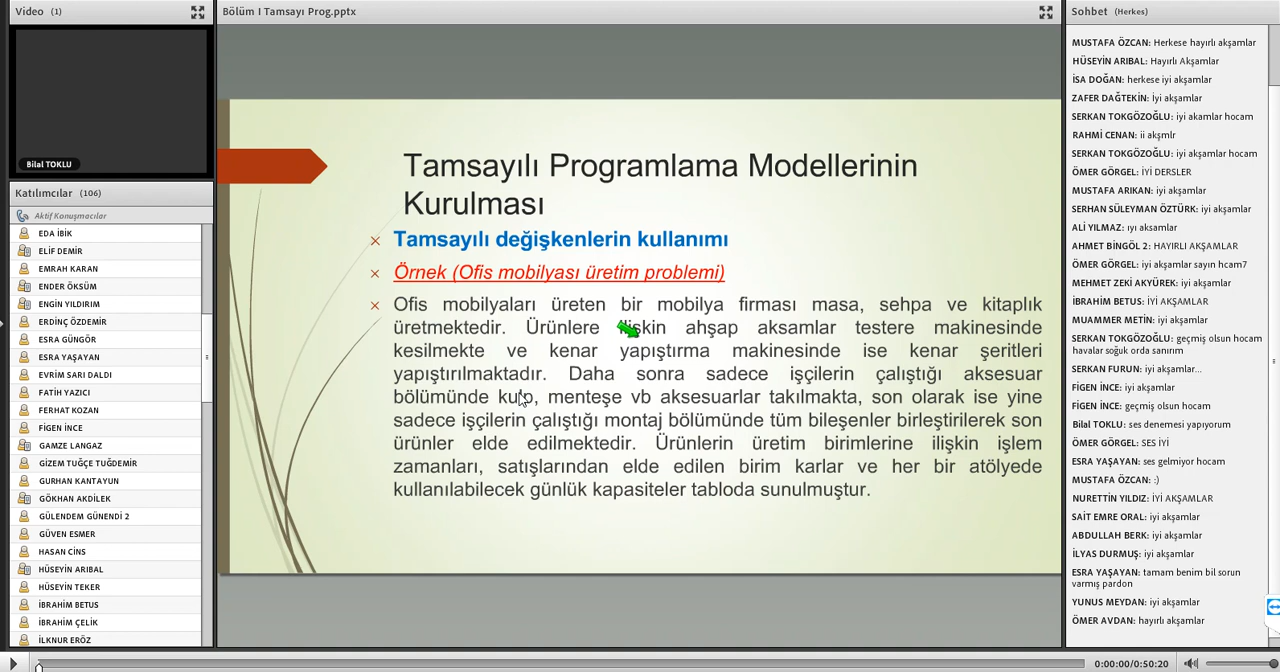 Video (1)
Bilal TOKLU
Katılımcılar (106)
Aktif Konuşmacılar
EDA İBİK
ELİF DEMİR
EMRAH KARAN
ENDER ÖKSÜM
ENGİN YILDIRIM
ERDİNÇ ÖZDEMİR
ESRA GÜNGÖR
ESRA YAŞAYAN
EVRİM SARI DALDI
FATİH YAZICI
FERHAT KOZAN
FİGEN İNCE
GAMZE LANGAZ
GİZEM TUĞÇE TUĞDEMİR
GURHAN KANTAYUN
GÖKHAN AKDİLEK
GÜLENDEM GÜNENDİ 2
GÜVEN ESMER
HASAN CİNS
HÜSEYİN ARIBAL
HÜSEYİN TEKER
İBRAHİM BETUS
İBRAHİM ÇELİK
İLKNUR ERÖZ
Bölüm I Tamsayı Prog.pptx
Tamsayılı Programlama Modellerinin
Kurulması
Tamsayılı değişkenlerin kullanımı
Örnek (Ofis mobilyası üretim problemi)
Ofis mobilyaları üreten bir mobilya firması masa, sehpa ve kitaplık
üretmektedir. Ürünlere ilişkin ahşap aksamlar testere makinesinde
kesilmekte ve kenar yapıştırma makinesinde ise kenar şeritleri
yapıştırılmaktadır. Daha sonra sadece işçilerin çalıştığı aksesuar
bölümünde kulp, menteşe vb aksesuarlar takılmakta, son olarak ise yine
sadece işçilerin çalıştığı montaj bölümünde tüm bileşenler birleştirilerek son
ürünler elde edilmektedir. Ürünlerin üretim birimlerine ilişkin işlem
zamanları, satışlarından elde edilen birim karlar ve her bir atölyede
kullanılabilecek günlük kapasiteler tabloda sunulmuştur.
Sohbet (Herkes)
MUSTAFA ÖZCAN: Herkese hayırlı akşamlar
HÜSEYİN ARIBAL: Hayırlı Akşamlar
İSA DOĞAN: herkese iyi akşamlar
ZAFER DAĞTEKİN: İyi akşamlar
SERKAN TOKGÖZOĞLU: iyi akamlar hocam
RAHMİ CENAN: ii akşmlr
SERKAN TOKGÖZOĞLU: iyi akşamlar hocam
ÖMER GÖRGEL: İYİ DERSLER
MUSTAFA ARIKAN: iyi akşamlar
SERHAN SÜLEYMAN ÖZTÜRK: iyi akşamlar
ALİ YILMAZ: ıyı aksamlar
AHMET BİNGÖL 2: HAYIRLI AKŞAMLAR
ÖMER GÖRGEL: iyi akşamlar sayın hcam7
MEHMET ZEKİ AKYÜREK: iyi akşamlar
İBRAHİM BETUS: İYİ AKŞAMLAR
MUAMMER METİN: iyi akşamlar
SERKAN TOKGÖZOĞLU: geçmiş olsun hocam
havalar soğuk orda sanırım
SERKAN FURUN: iyi akşamlar...
FİGEN İNCE: iyi akşamlar
FİGEN İNCE: geçmiş olsun hocam
Bilal TOKLU: ses denemesi yapıyorum
ÖMER GÖRGEL: SES İYİ
ESRA YAŞAYAN: ses gelmiyor hocam
MUSTAFA ÖZCAN: :)
NURETTİN YILDIZ: İYİ AKŞAMLAR
SAİT EMRE ORAL: iyi akşamlar
ABDULLAH BERK: iyi akşamlar
İLYAS DURMUŞ: iyi akşamlar
ESRA YAŞAYAN: tamam benim bil sorun
varmış pardon
YUNUS MEYDAN: iyi akşamlar
ÖMER AVDAN: hayırlı akşamlar
0:00:00/0:50:20